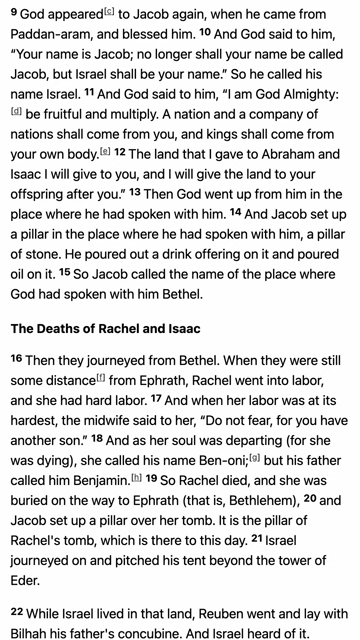 9 God appeared[c] to Jacob again, when he came from
Paddan-aram, and blessed him. 10 And God said to him,
“Your name is Jacob; no longer shall your name be called
Jacob, but Israel shall be your name.” So he called his
name Israel. 11 And God said to him, “I am God Almighty:
[d] be fruitful and multiply. A nation and a company of
nations shall come from you, and kings shall come from
your own body.[e] 12 The land that I gave to Abraham and
Isaac I will give to you, and I will give the land to your
offspring after you.” 13 Then God went up from him in the
place where he had spoken with him. 14 And Jacob set up
a pillar in the place where he had spoken with him, a pillar
of stone. He poured out a drink offering on it and poured
oil on it. 15 So Jacob called the name of the place where
God had spoken with him Bethel.
The Deaths of Rachel and Isaac
16 Then they journeyed from Bethel. When they were still
some distance[f] from Ephrath, Rachel went into labor,
and she had hard labor. 17 And when her labor was at its
hardest, the midwife said to her, “Do not fear, for you have
another son.” 18 And as her soul was departing (for she
was dying), she called his name Ben-oni;[g] but his father
called him Benjamin.[h] 19 So Rachel died, and she was
buried on the way to Ephrath (that is, Bethlehem), 20 and
Jacob set up a pillar over her tomb. It is the pillar of
Rachel's tomb, which is there to this day. 21 Israel
journeyed on and pitched his tent beyond the tower of
Eder.
22 While Israel lived in that land, Reuben went and lay with
Bilhah his father's concubine. And Israel heard of it.